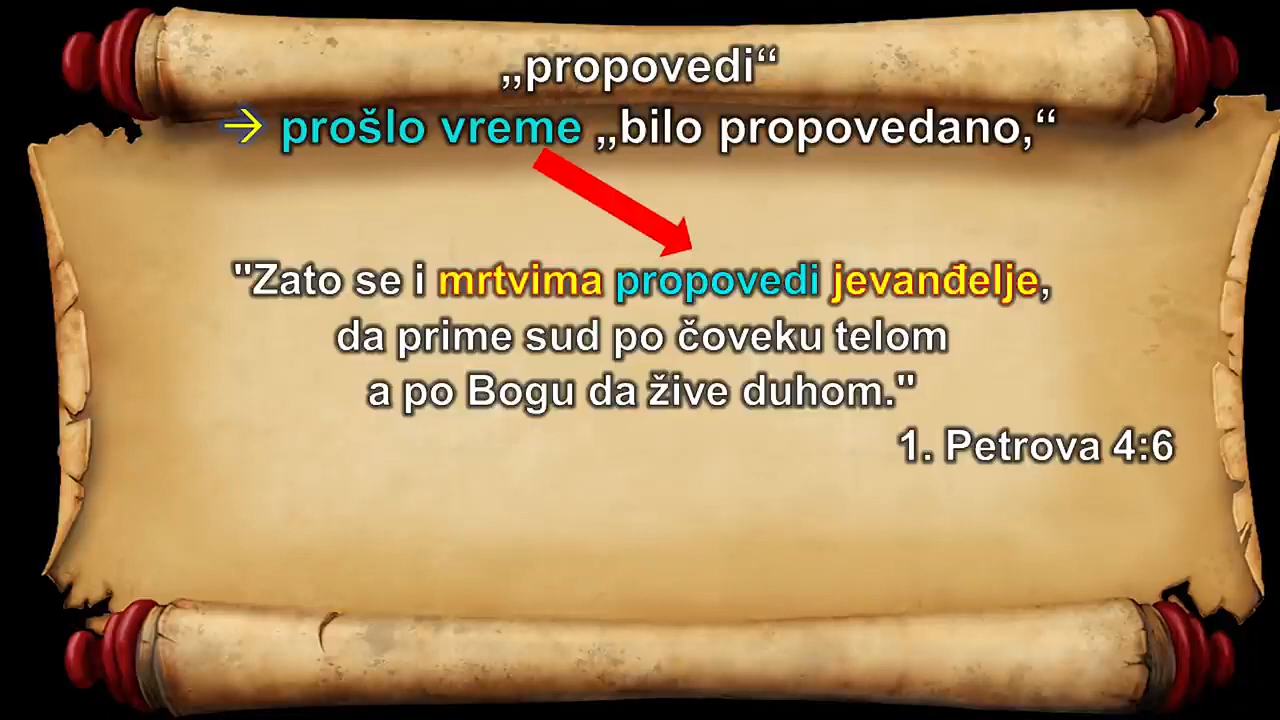 „propovedi“
→ prošlo vreme „bilo propovedano,“
"Zato se i mrtvima propovedi jevanđelje,
da prime sud po čoveku telom
a po Bogu da žive duhom."
1. Petrova 4:6